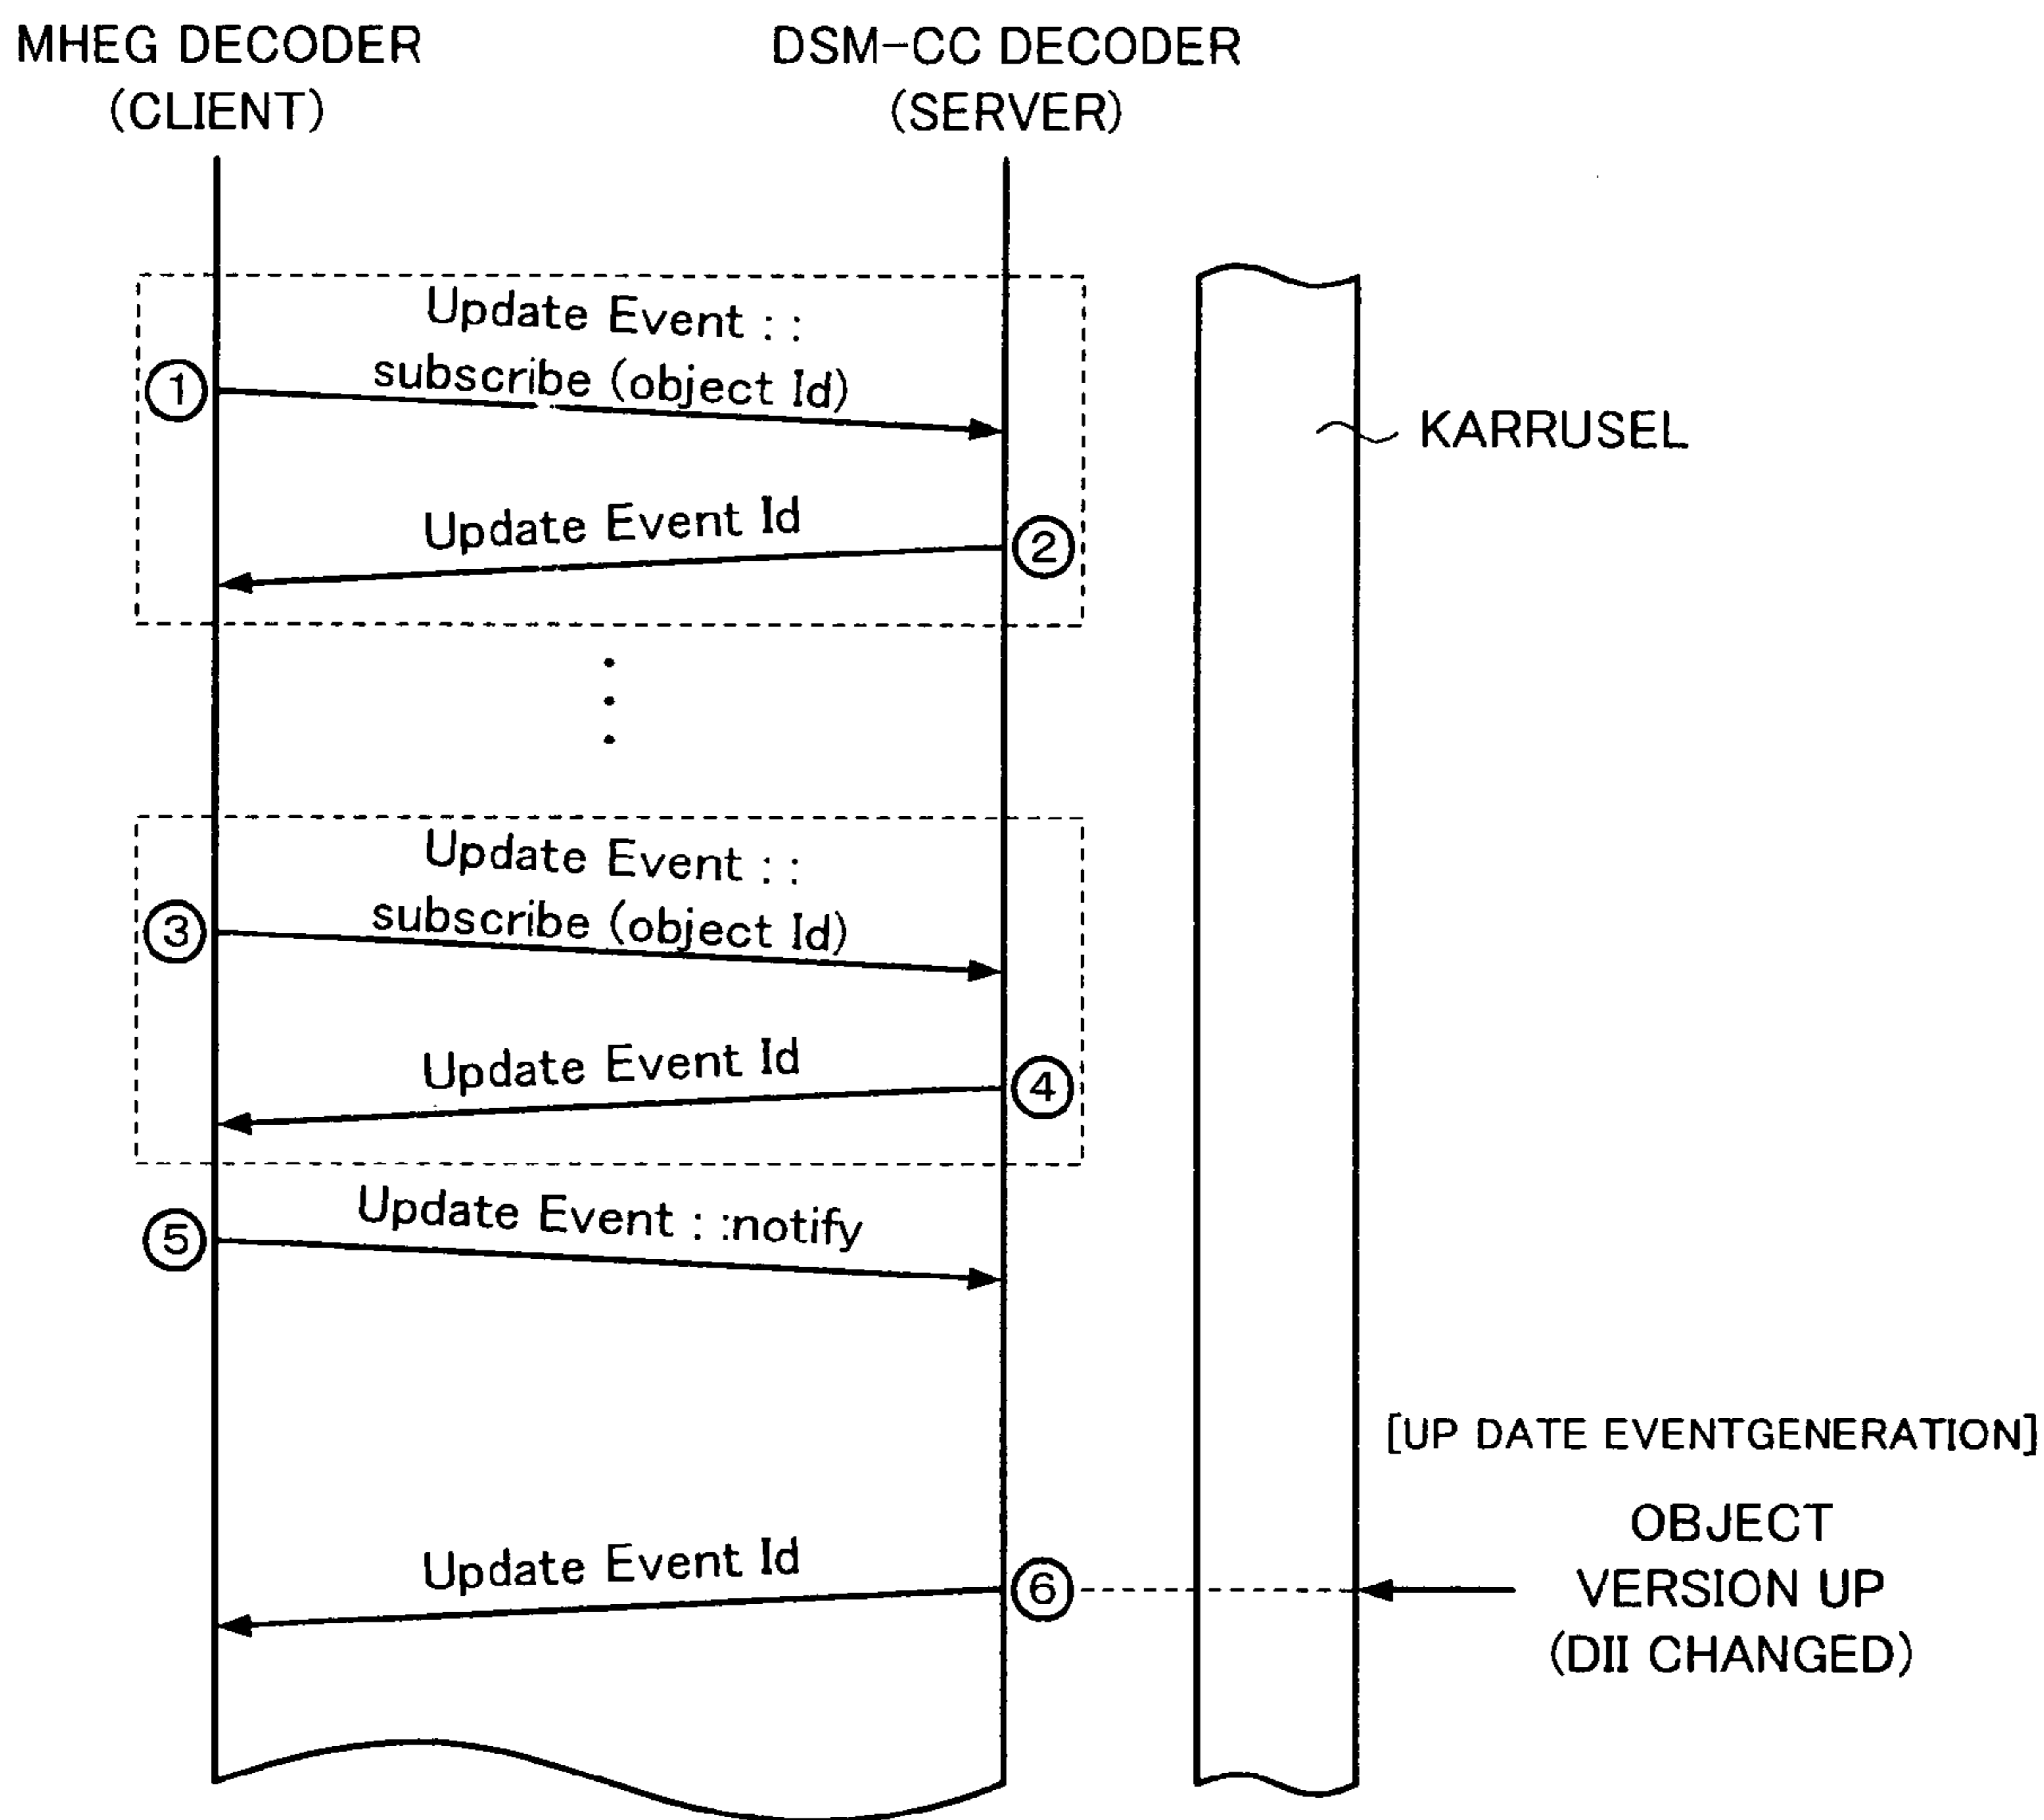 MHEG DECODER
(CLIENT)
DSM-CC DECODER
(SERVER)
Update Event : :
① subscribe (object Id)
KARRUSEL
Update Event Id ②
Update Event : :
③ subscribe (object Id)
Update Event Id ④
⑤ Update Event : :notify
[UP DATE EVENTGENERATION]
OBJECT
Update Event Id ⑥ VERSION UP
(DII CHANGED)